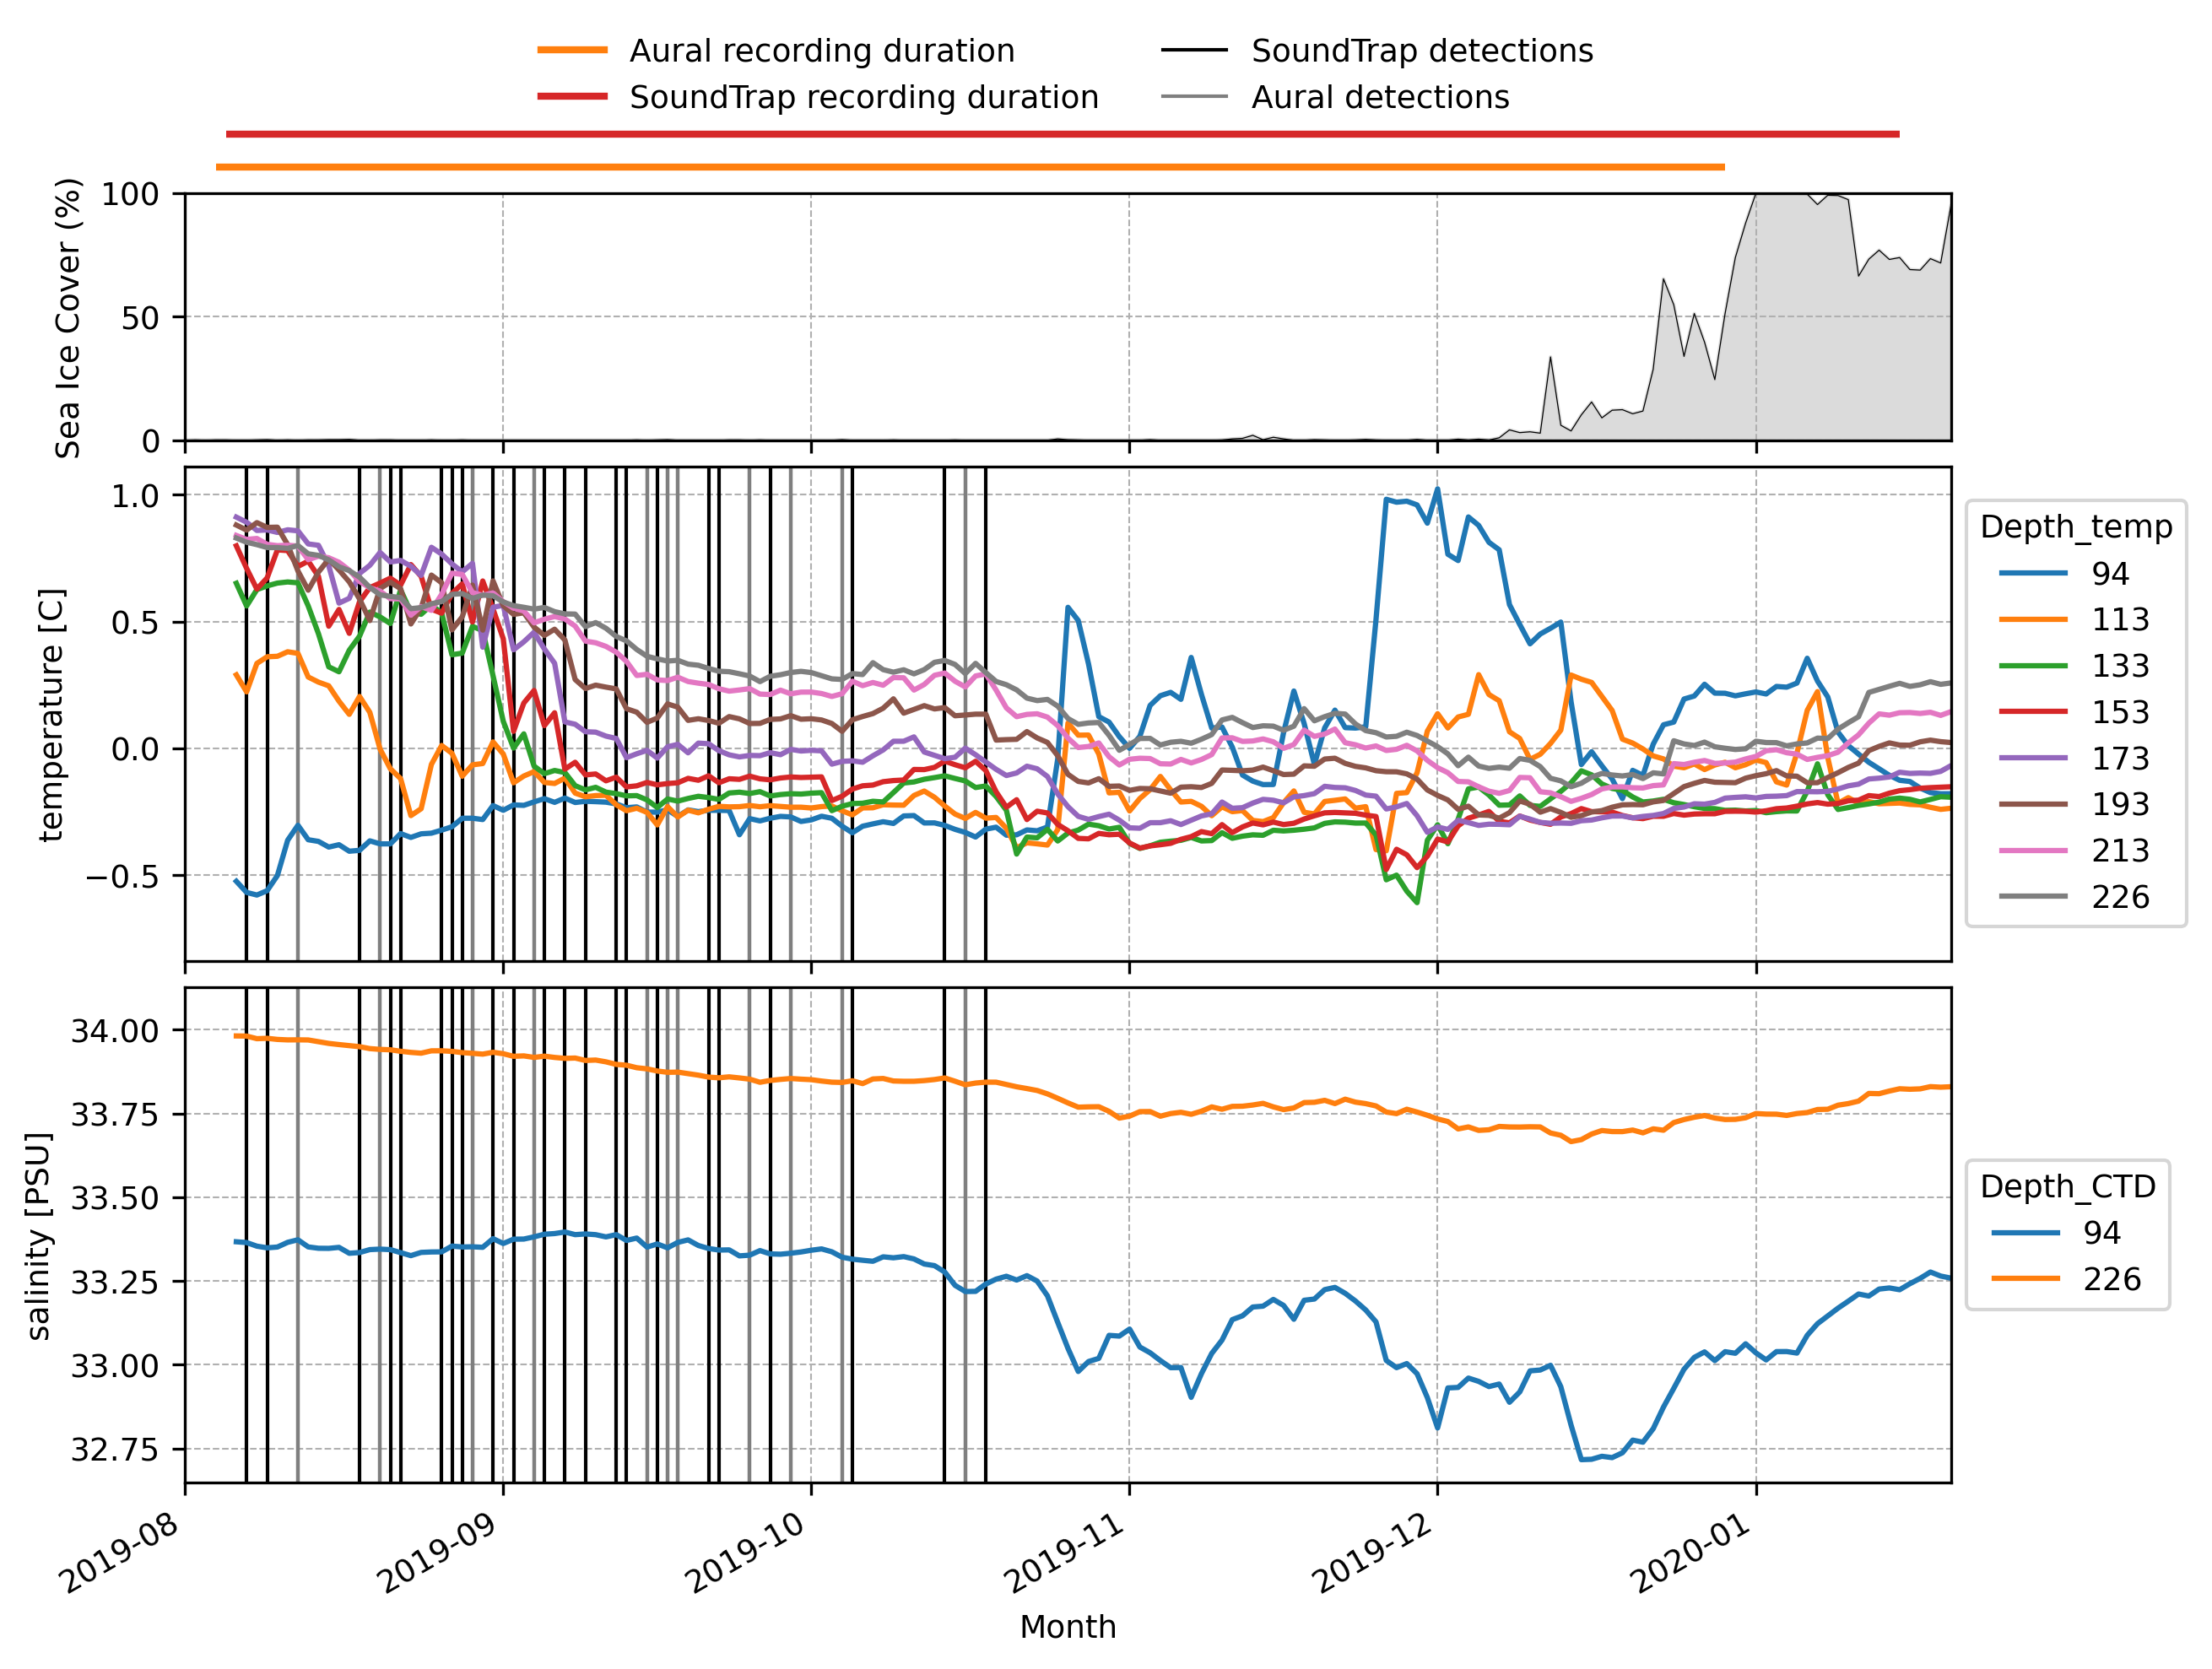 Aural recording duration
SoundTrap recording duration
SoundTrap detections
Aural detections
Sea Ice Cover (%)
100
50
0
temperature [C]
1.0
0.5
0.0
−0.5
Depth_temp
94
113
133
153
173
193
213
226
salinity [PSU]
34.00
33.75
33.50
33.25
33.00
32.75
Depth_CTD
94
226
2019-08
2019-09
2019-10
2019-11
2019-12
2020-01
Month